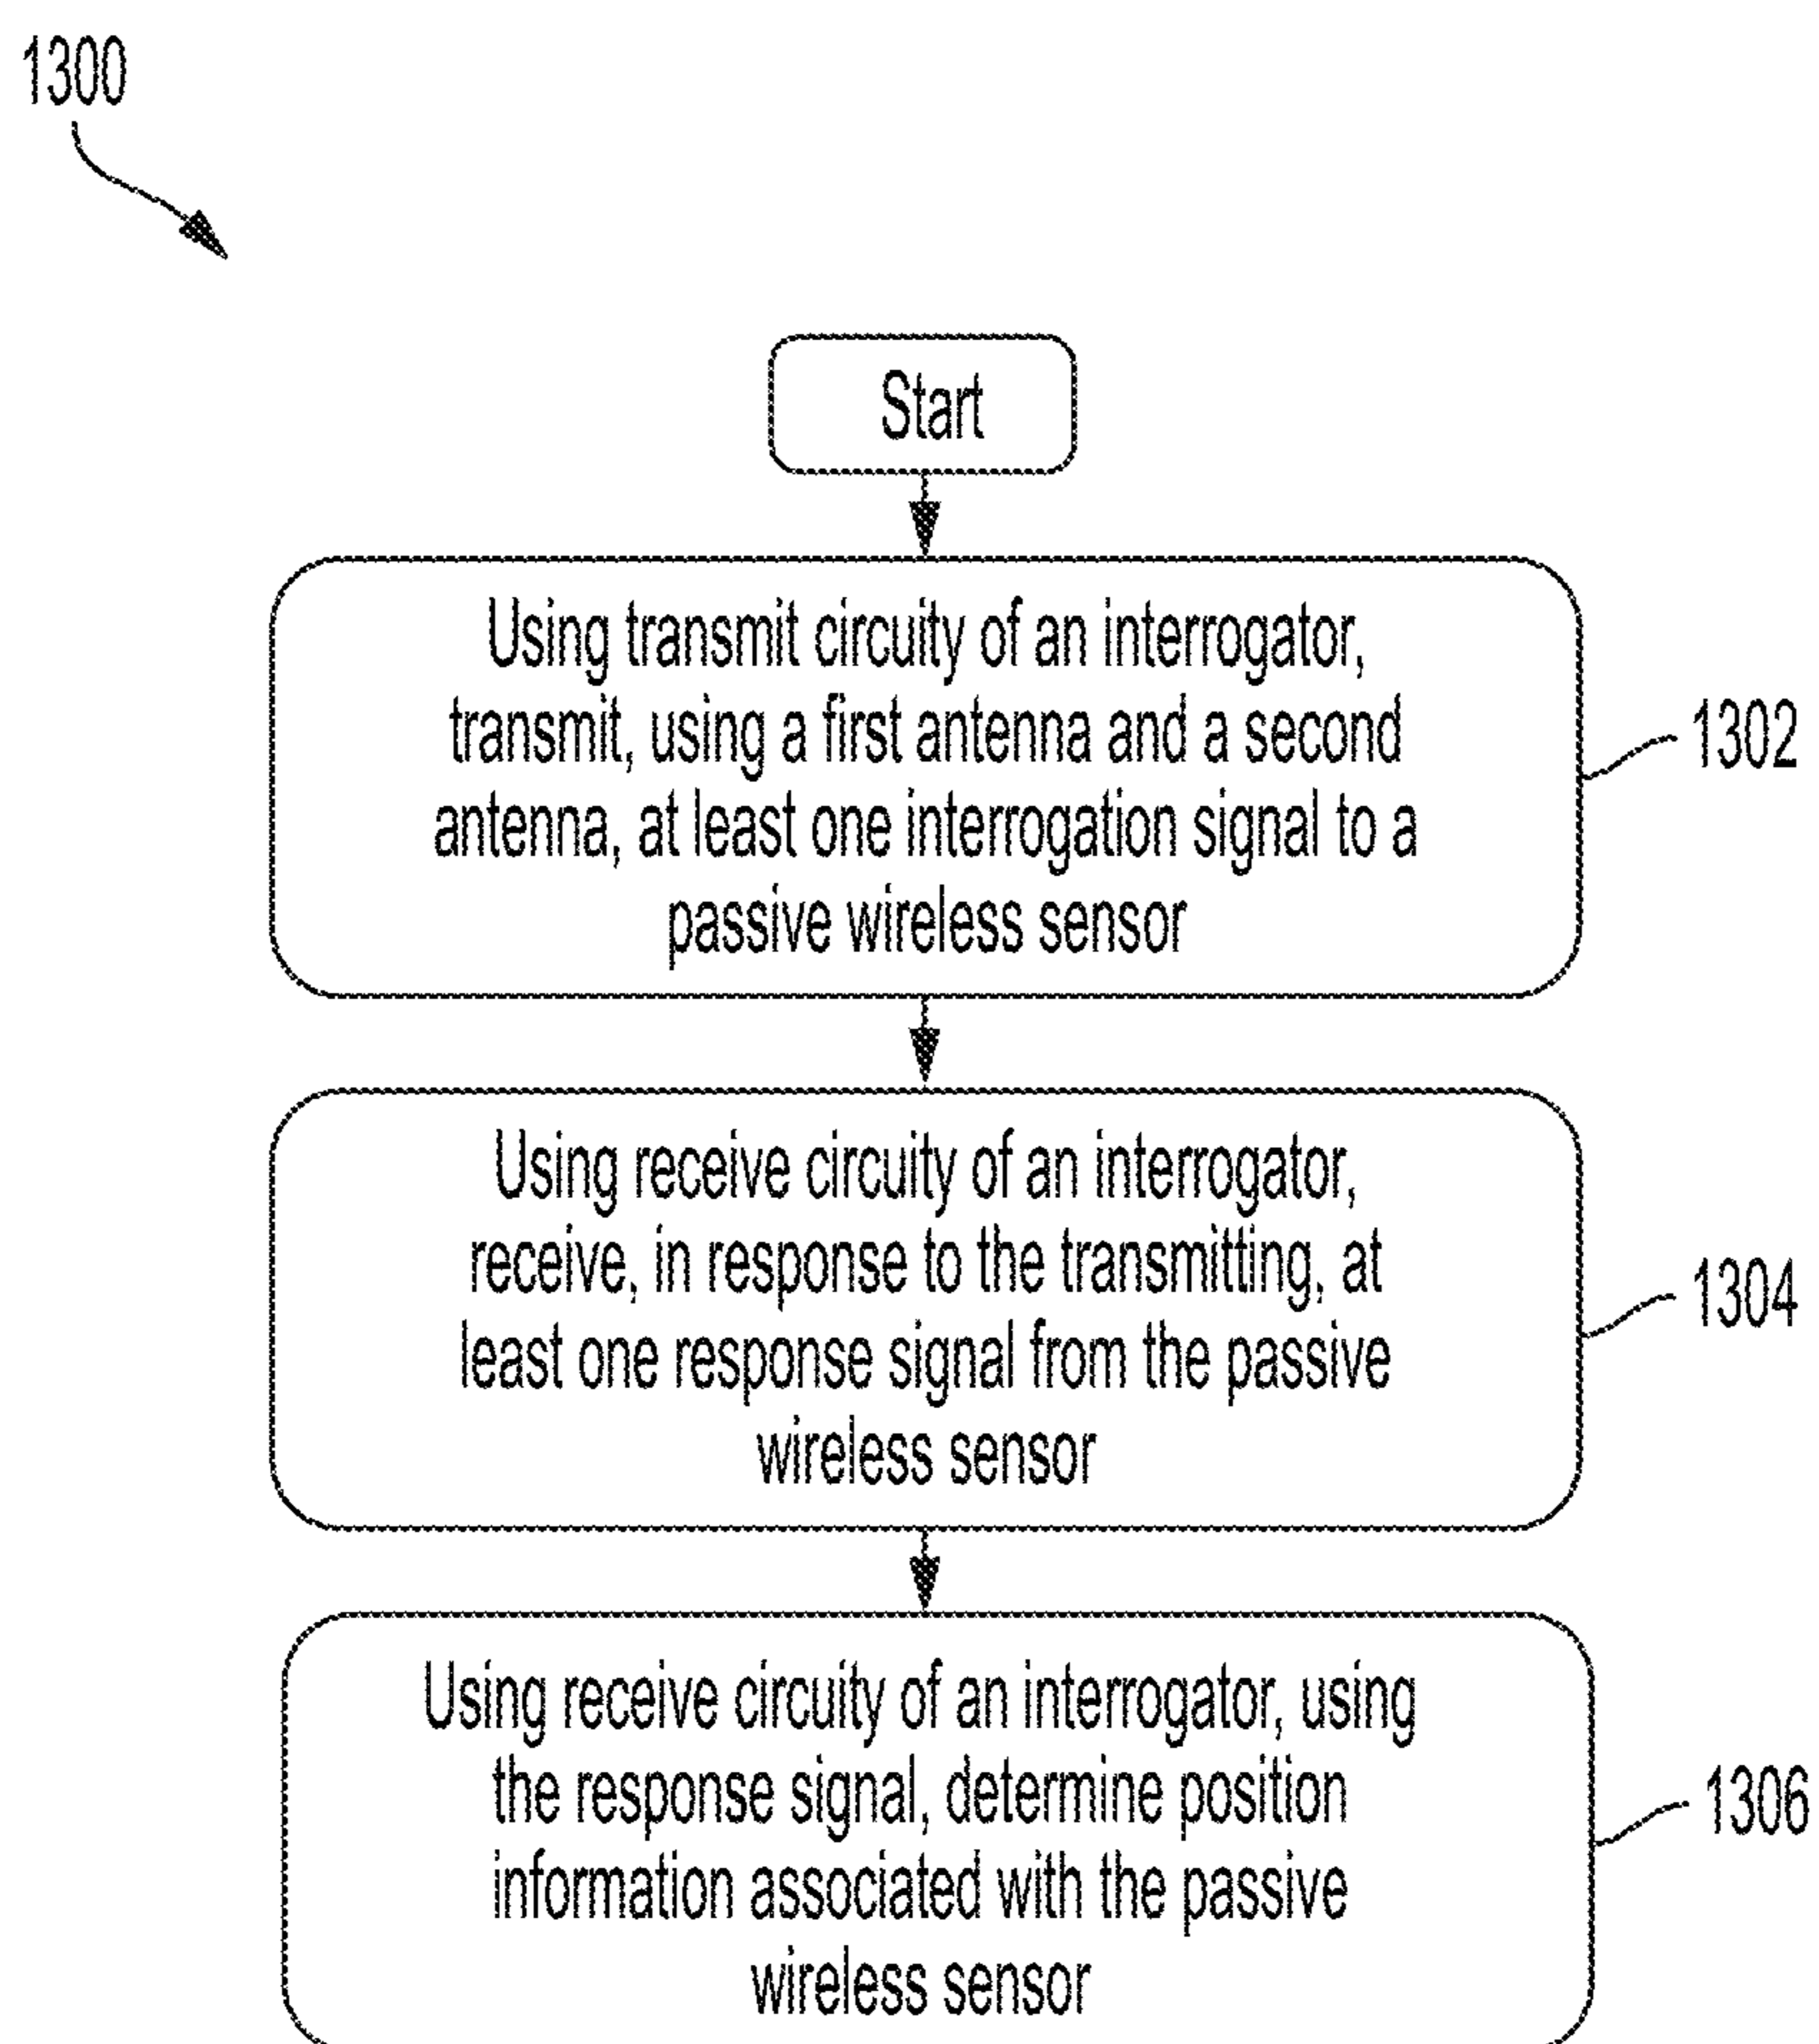 1300
Start
Using transmit circuity of an interrogator,
transmit, using a first antenna and a second
antenna, at least one interrogation signal to a
passive wireless sensor
1302
Using receive circuity of an interrogator,
receive, in response to the transmitting, at
least one response signal from the passive
wireless sensor
1304
Using receive circuity of an interrogator, using
the response signal, determine position
information associated with the passive
wireless sensor
1306